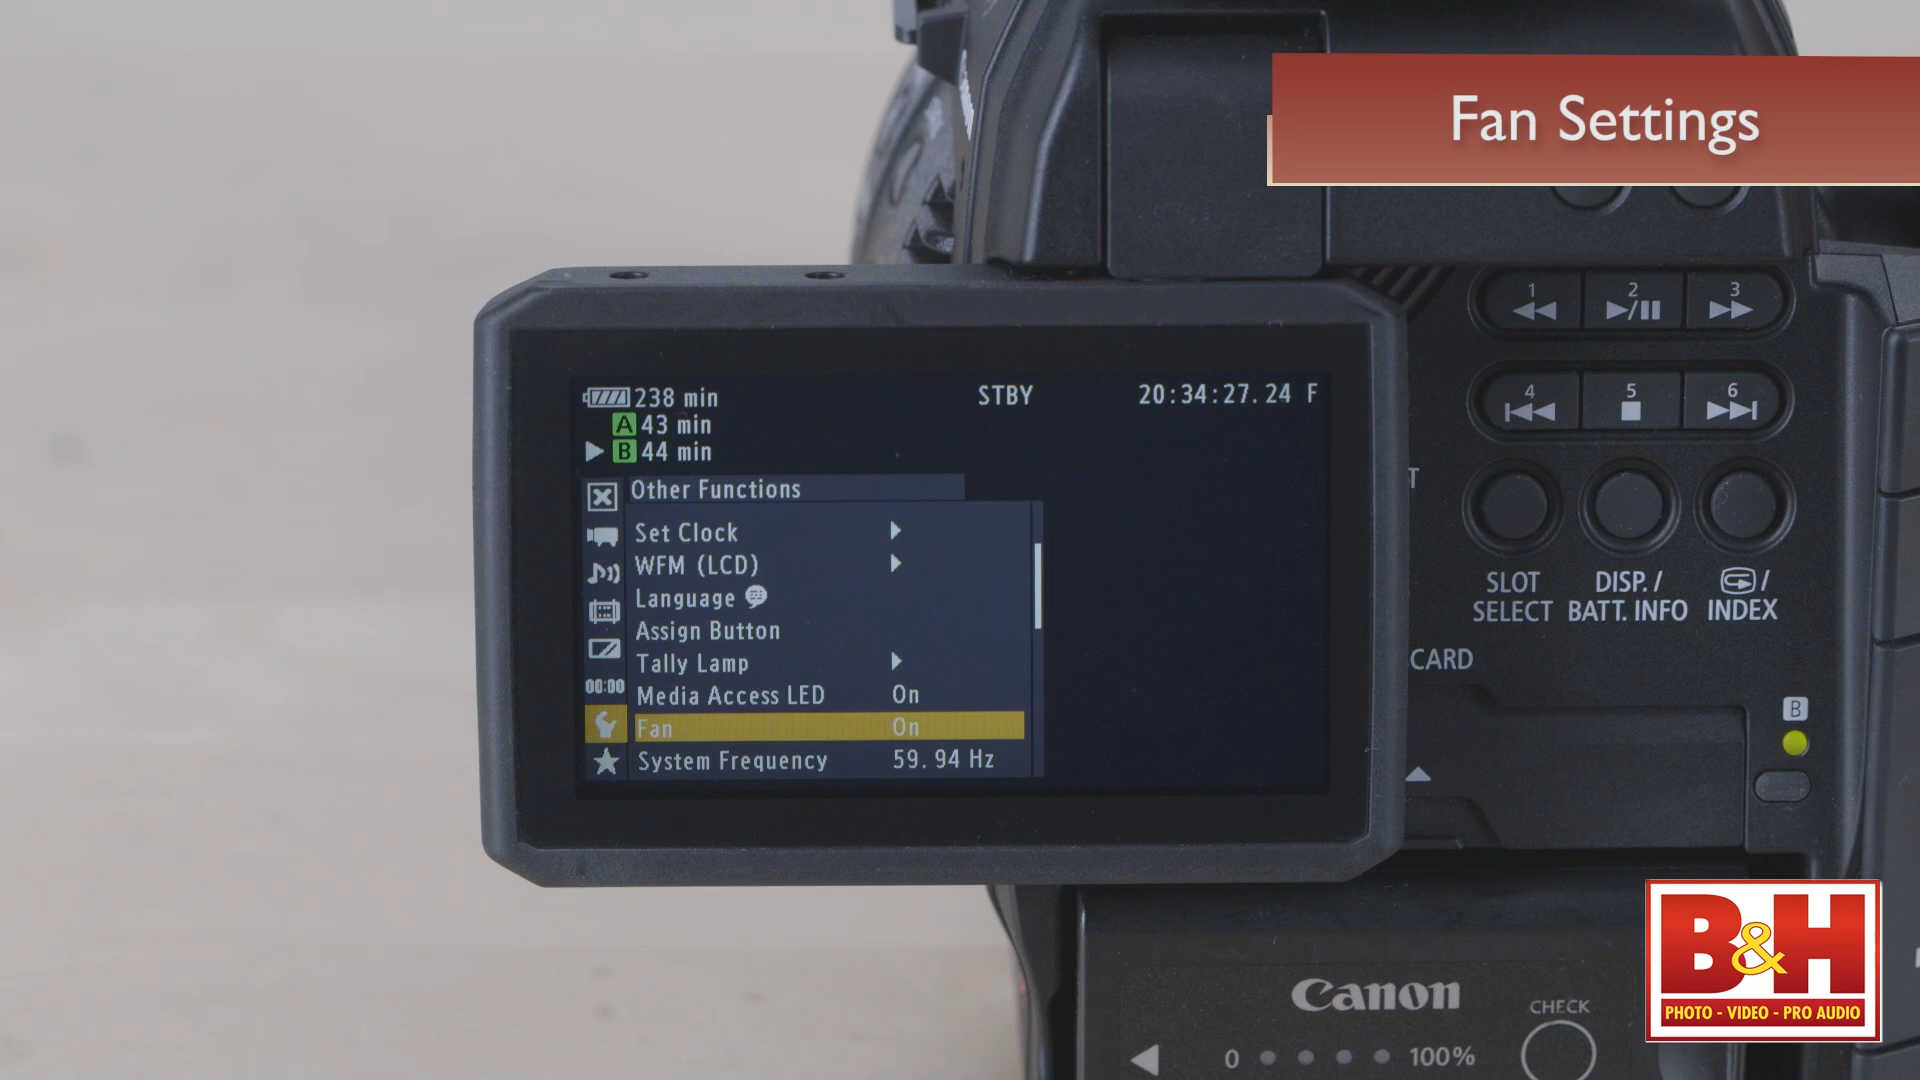 Fan Settings
238 min
STBY
20:34:27.24 F
A 43 min
B 44 min
Other Functions
Set Clock
WFM (LCD)
Language
Assign Button
Tally Lamp
Media Access LED On
Fan On
System Frequency 59.94 Hz
00:00
1 2 3
4 5 6
SLOT SELECT
DISP./ BATT. INFO
/ INDEX
CARD
B
Canon
CHECK
0 100%
B&H
PHOTO - VIDEO - PRO AUDIO